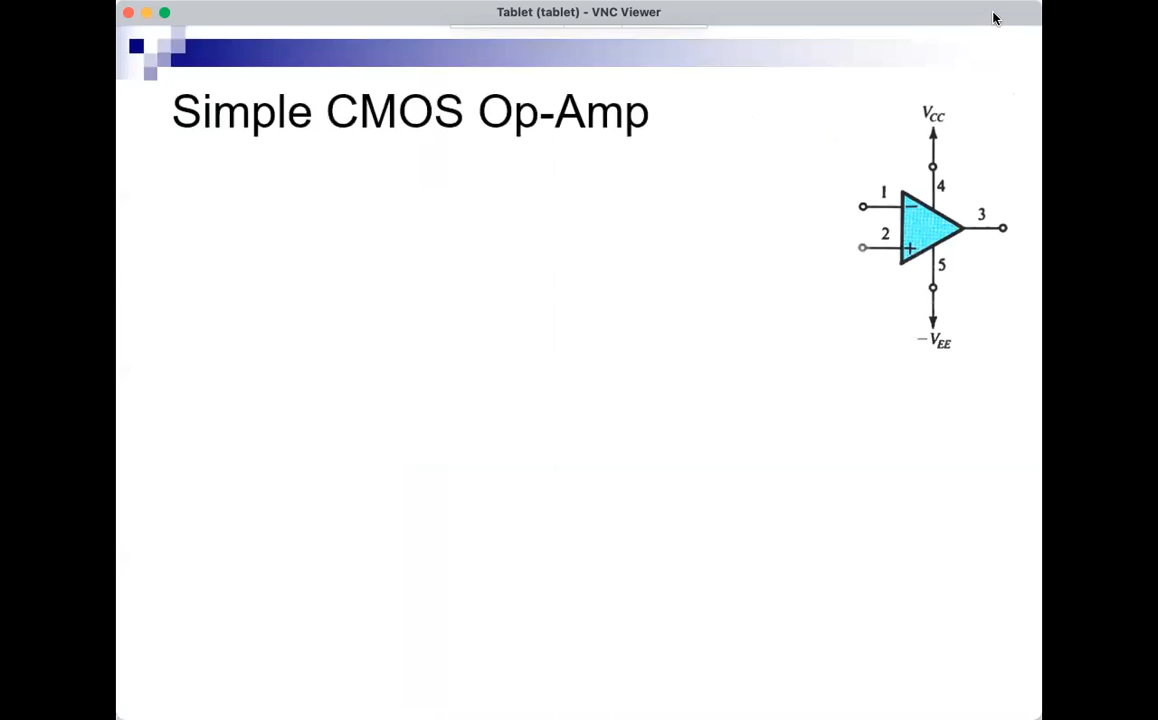 Tablet (tablet) - VNC Viewer
Simple CMOS Op-Amp
VCC
4
1
−
3
2
+
5
−VEE